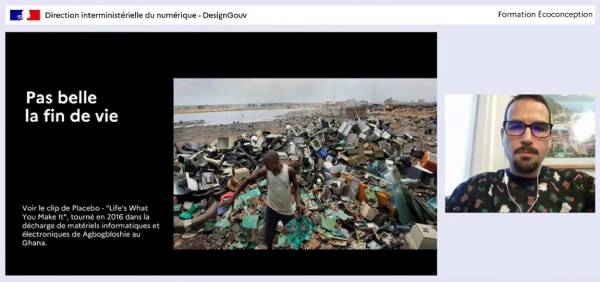 Direction interministérielle du numérique - DesignGouv
Formation Écoconception
Pas belle
la fin de vie
Voir le clip de Placebo - "Life's What
You Make It", tourné en 2016 dans la
décharge de matériels informatiques et
électroniques de Agbogbloshie au
Ghana.